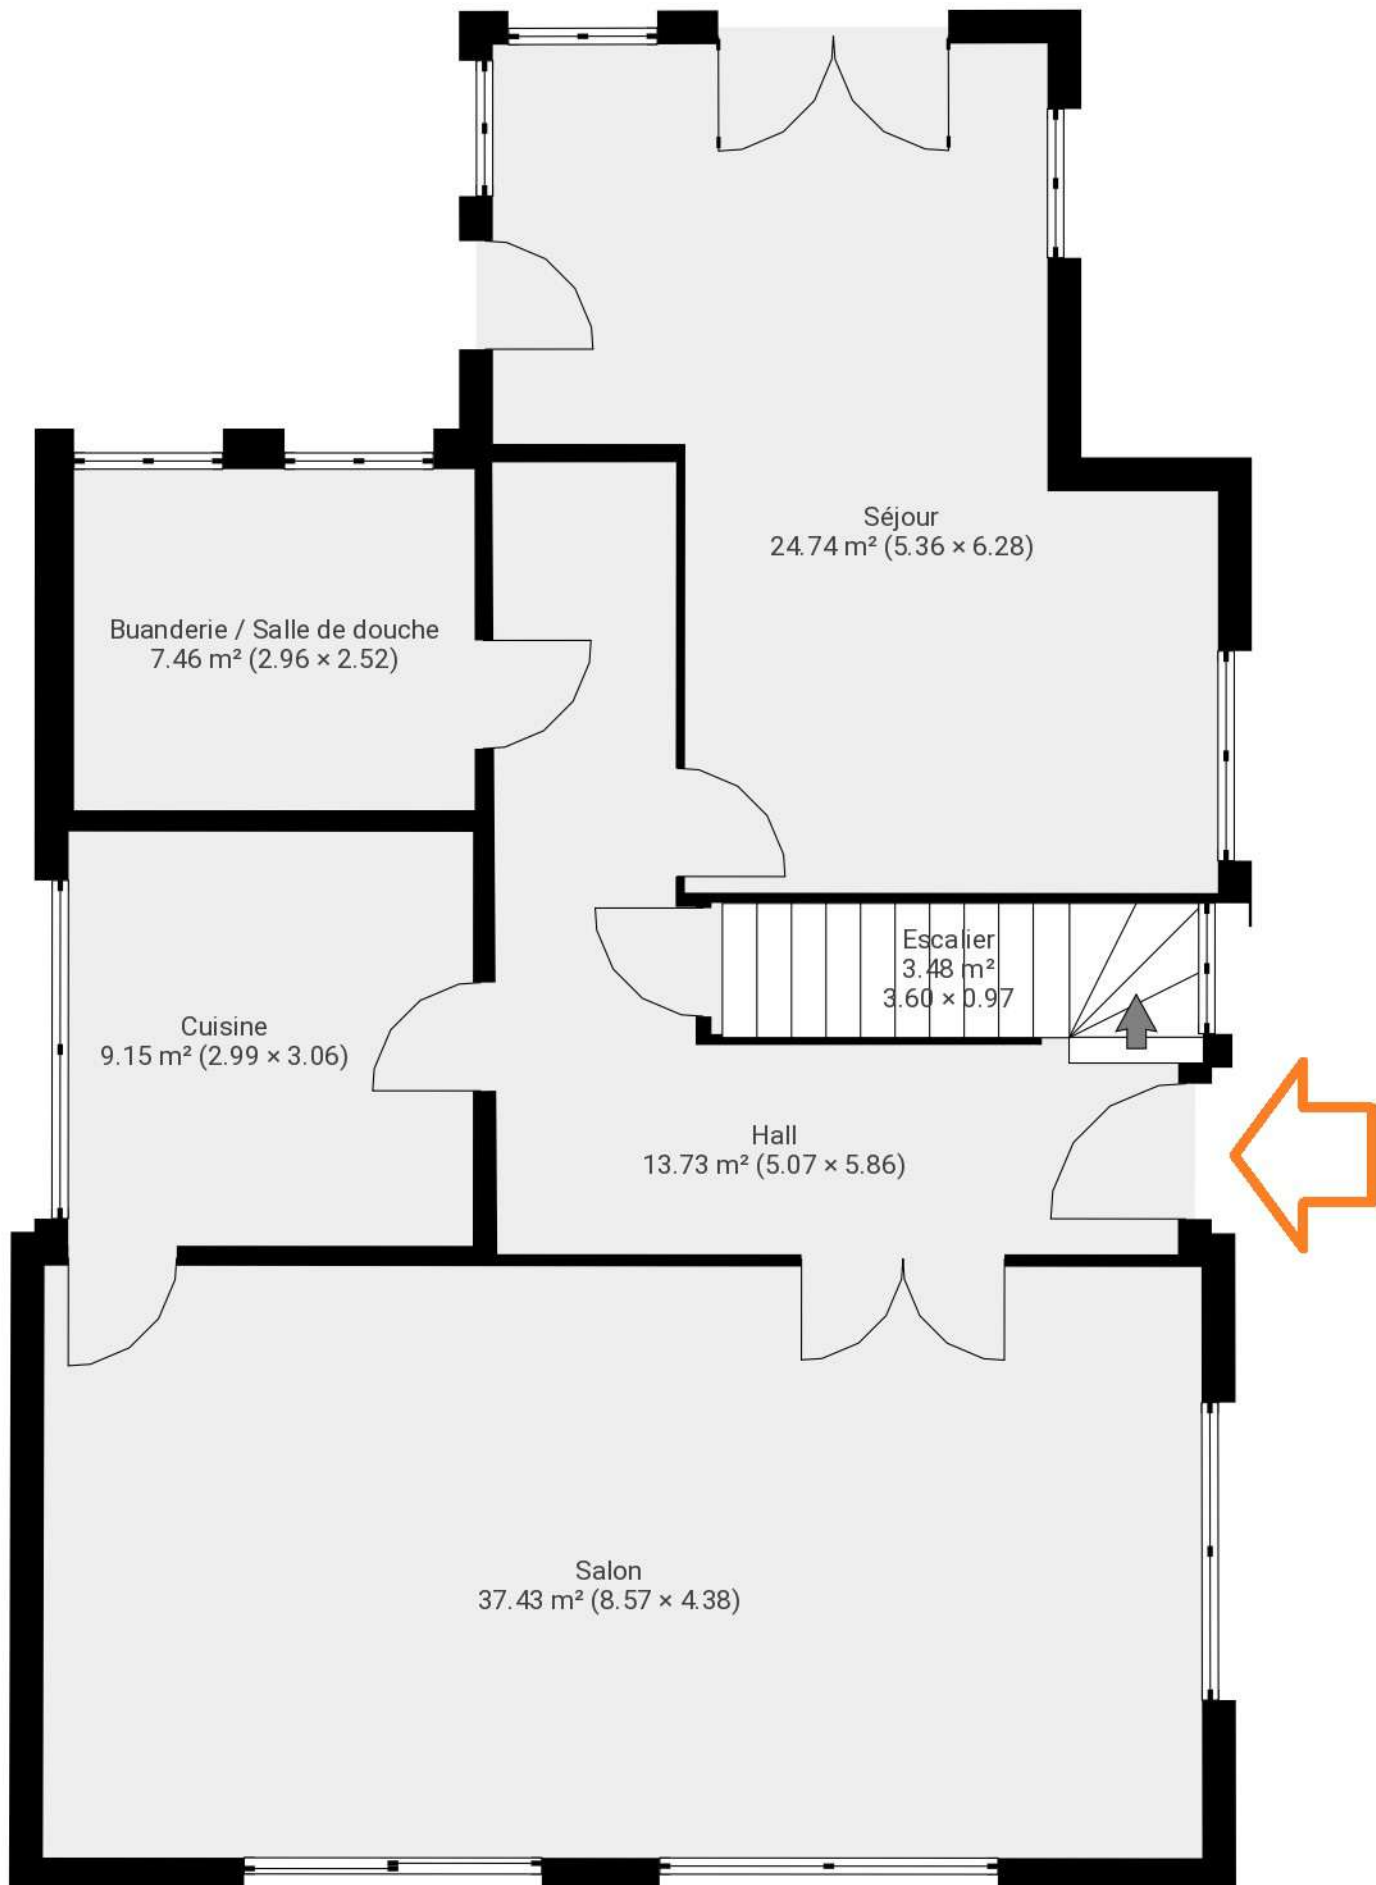 Séjour
24.74 m² (5.36 × 6.28)
Buanderie / Salle de douche
7.46 m² (2.96 × 2.52)
Escalier
3.48 m²
3.60 × 0.97
Cuisine
9.15 m² (2.99 × 3.06)
Hall
13.73 m² (5.07 × 5.86)
Salon
37.43 m² (8.57 × 4.38)